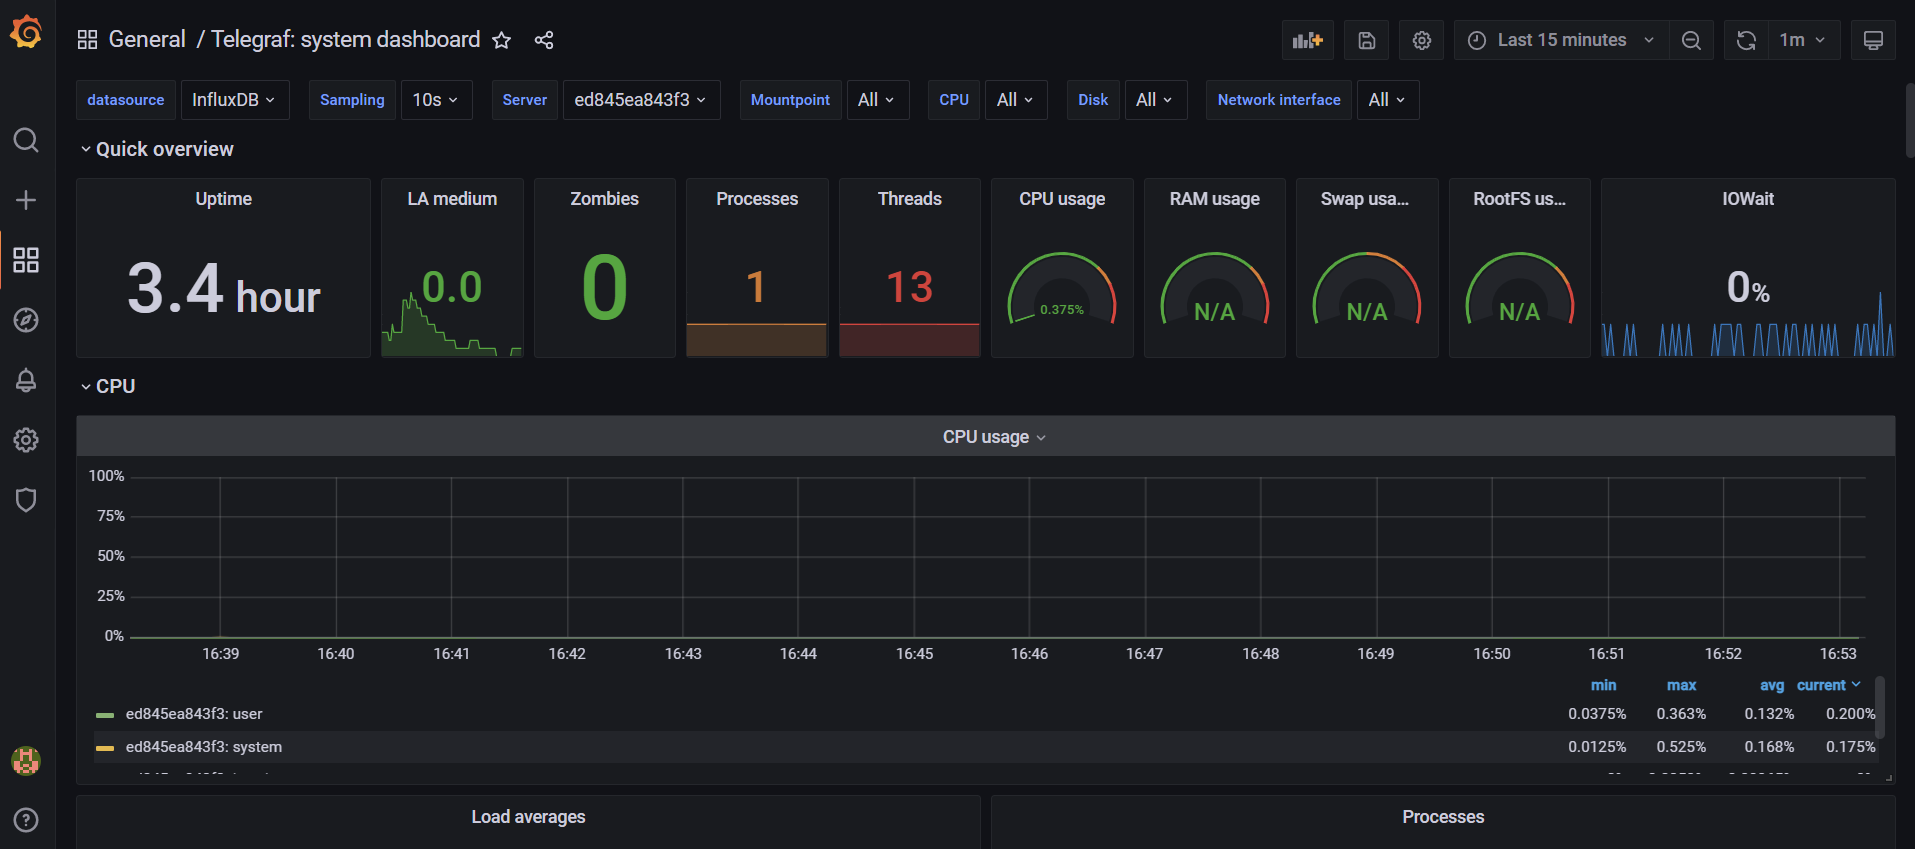 General / Telegraf: system dashboard
Last 15 minutes
1m
datasource InfluxDB Sampling 10s Server ed845ea843f3 Mountpoint All CPU All Disk All Network interface All
Quick overview
Uptime
3.4 hour
LA medium
0.0
Zombies
0
Processes
1
Threads
13
CPU usage
0.375%
RAM usage
N/A
Swap usa...
N/A
RootFS us...
N/A
IOWait
0%
CPU
CPU usage
100%
75%
50%
25%
0%
16:39 16:40 16:41 16:42 16:43 16:44 16:45 16:46 16:47 16:48 16:49 16:50 16:51 16:52 16:53
min max avg current
ed845ea843f3: user 0.0375% 0.363% 0.132% 0.200%
ed845ea843f3: system 0.0125% 0.525% 0.168% 0.175%
Load averages
Processes